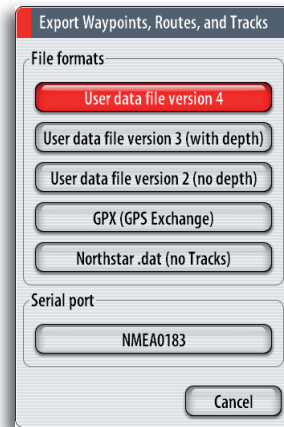 Export Waypoints, Routes, and Tracks
File formats
User data file version 4
User data file version 3 (with depth)
User data file version 2 (no depth)
GPX (GPS Exchange)
Northstar .dat (no Tracks)
Serial port
NMEA0183
Cancel